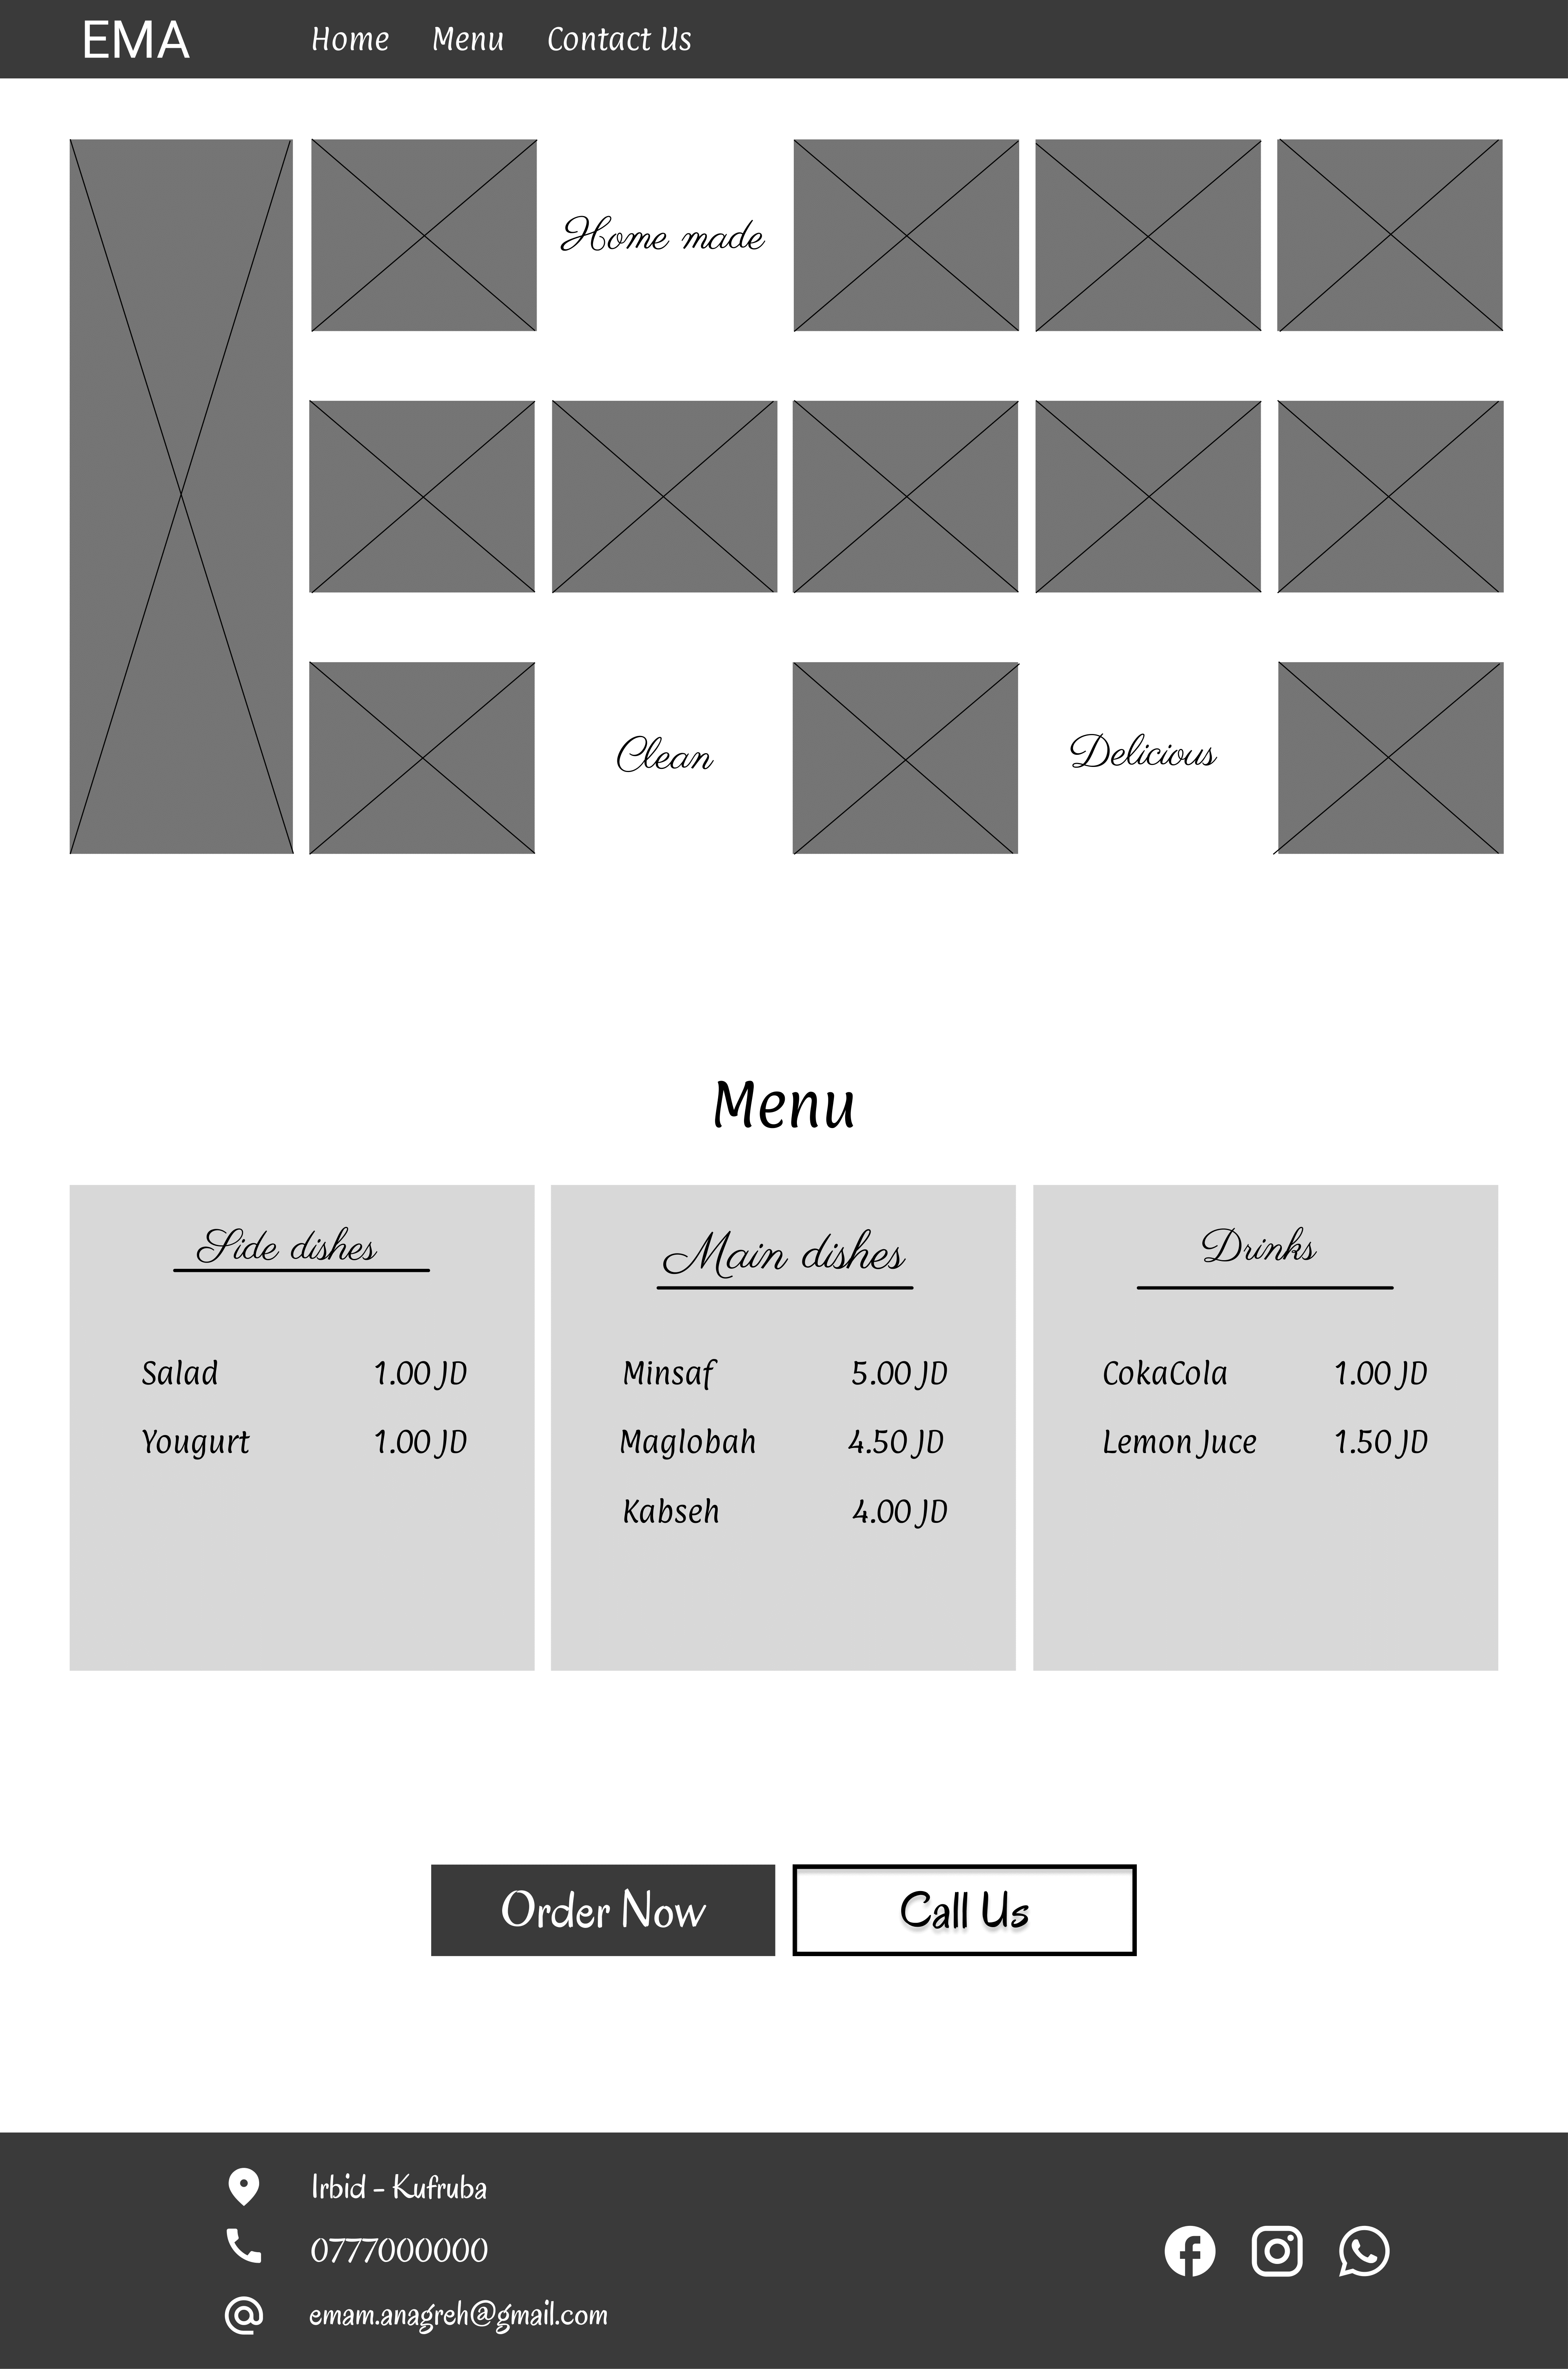 EMA Home Menu Contact Us
Home made
Clean Delicious
Menu
Side dishes
Salad 1.00 JD
Yougurt 1.00 JD
Main dishes
Minsaf 5.00 JD
Maglobah 4.50 JD
Kabseh 4.00 JD
Drinks
CokaCola 1.00 JD
Lemon Juce 1.50 JD
Order Now Call Us
Irbid - Kufruba
0777000000
emam.anagreh@gmail.com